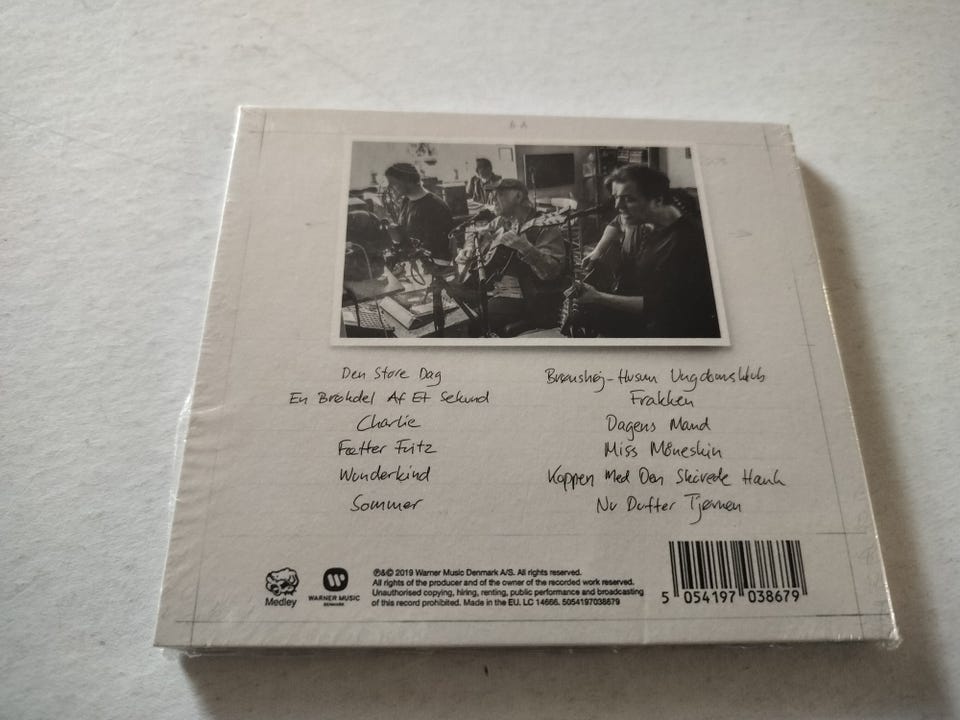 Den Store Dag
En Brøkdel Af Et Sekund
Charlie
Fætter Fritz
Wunderkind
Sommer
Brønshøj-Husum Ungdomsklub
Frakken
Dagens Mand
Miss Måneskin
Koppen Med Den Skårede Hank
Nu Dufter Tjørnen
Medley
WARNER MUSIC
DENMARK
℗&© 2019 Warner Music Denmark A/S. All rights reserved.
All rights of the producer and of the owner of the recorded work reserved.
Unauthorised copying, hiring, renting, public performance and broadcasting
of this record prohibited. Made in the EU. LC 14666. 5054197038679
5 054197 038679